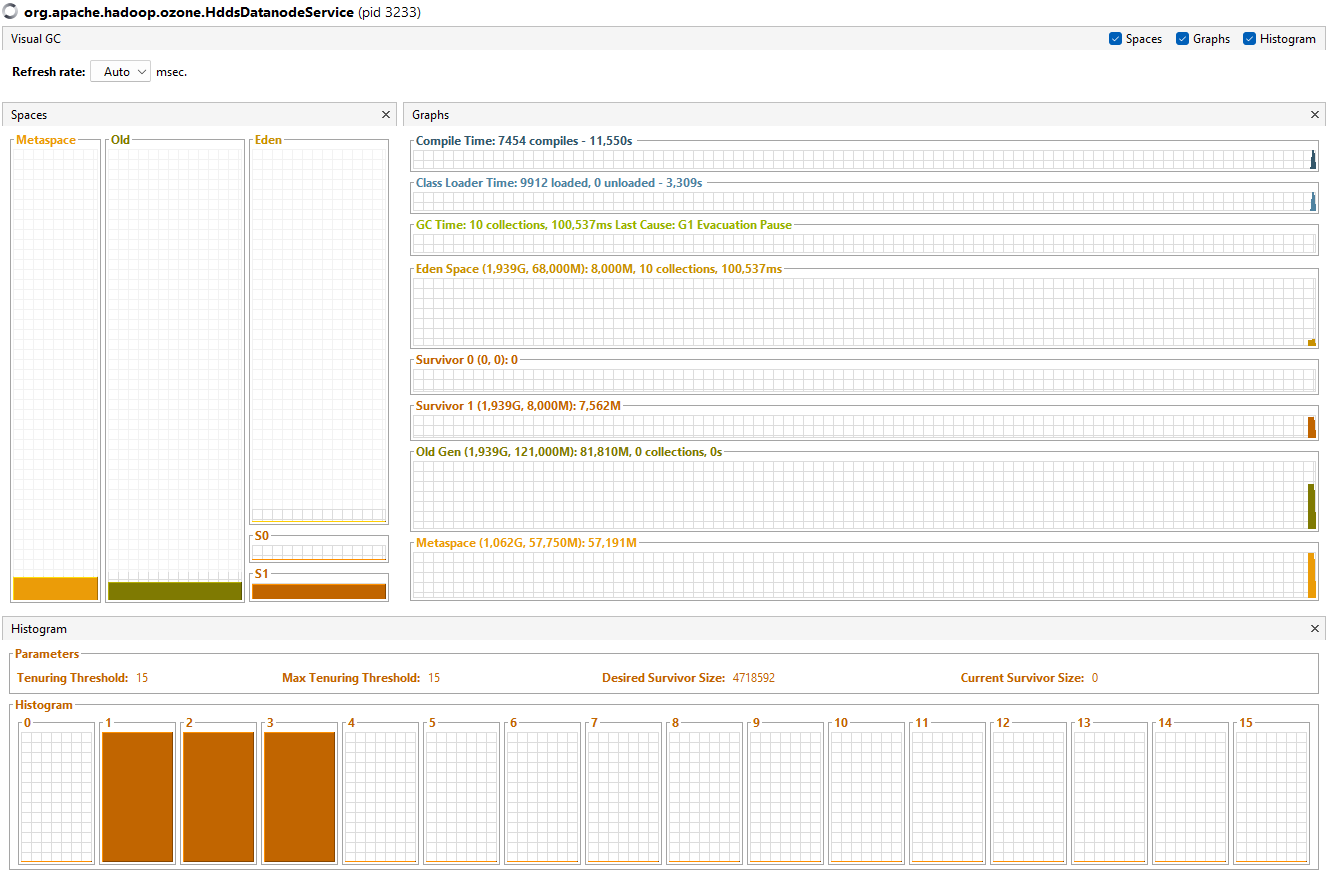 org.apache.hadoop.ozone.HddsDatanodeService (pid 3233)
Visual GC
Spaces Graphs Histogram
Refresh rate: Auto msec.
Spaces
Metaspace Old Eden
S0
S1
Graphs
Compile Time: 7454 compiles - 11,550s
Class Loader Time: 9912 loaded, 0 unloaded - 3,309s
GC Time: 10 collections, 100,537ms Last Cause: G1 Evacuation Pause
Eden Space (1,939G, 68,000M): 8,000M, 10 collections, 100,537ms
Survivor 0 (0, 0): 0
Survivor 1 (1,939G, 8,000M): 7,562M
Old Gen (1,939G, 121,000M): 81,810M, 0 collections, 0s
Metaspace (1,062G, 57,750M): 57,191M
Histogram
Parameters
Tenuring Threshold: 15 Max Tenuring Threshold: 15 Desired Survivor Size: 4718592 Current Survivor Size: 0
Histogram
0 1 2 3 4 5 6 7 8 9 10 11 12 13 14 15